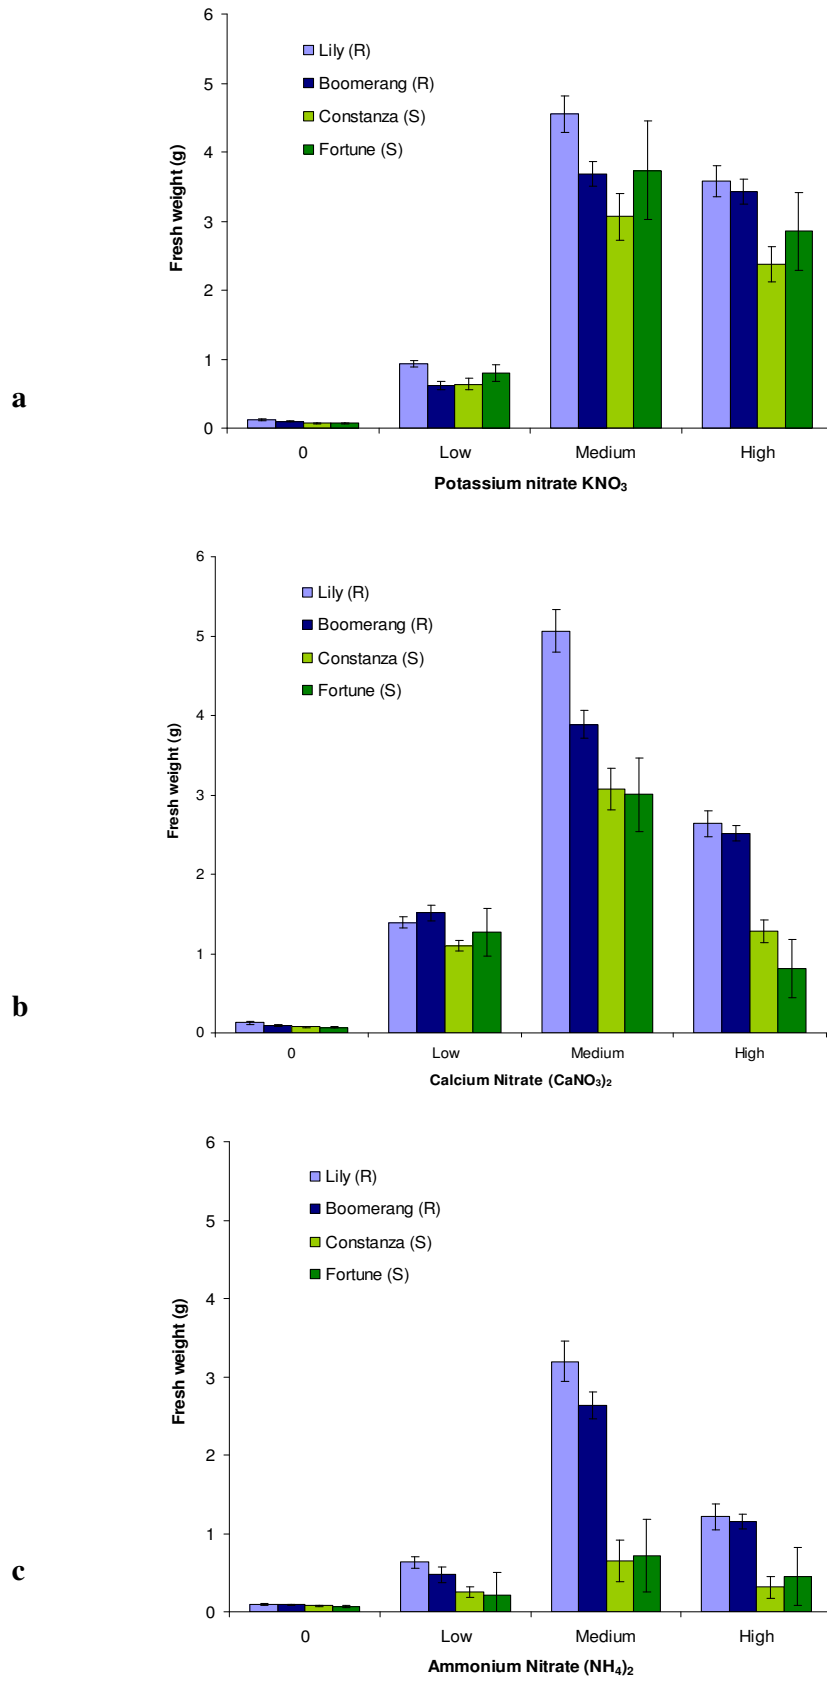 6
Lily (R)
5
Boomerang (R)
Constanza (S)
4
Fortune (S)
Fresh weight (g)
3
2
1
a
0
0 Low Medium High
Potassium nitrate KNO₃
6
Lily (R)
5
Boomerang (R)
Constanza (S)
Fortune (S)
4
Fresh weight (g)
3
2
1
b
0
0 Low Medium High
Calcium Nitrate (CaNO₃)₂
6
Lily (R)
5
Boomerang (R)
Constanza (S)
Fortune (S)
4
Fresh weight (g)
3
2
1
c
0
0 Low Medium High
Ammonium Nitrate (NH₄)₂